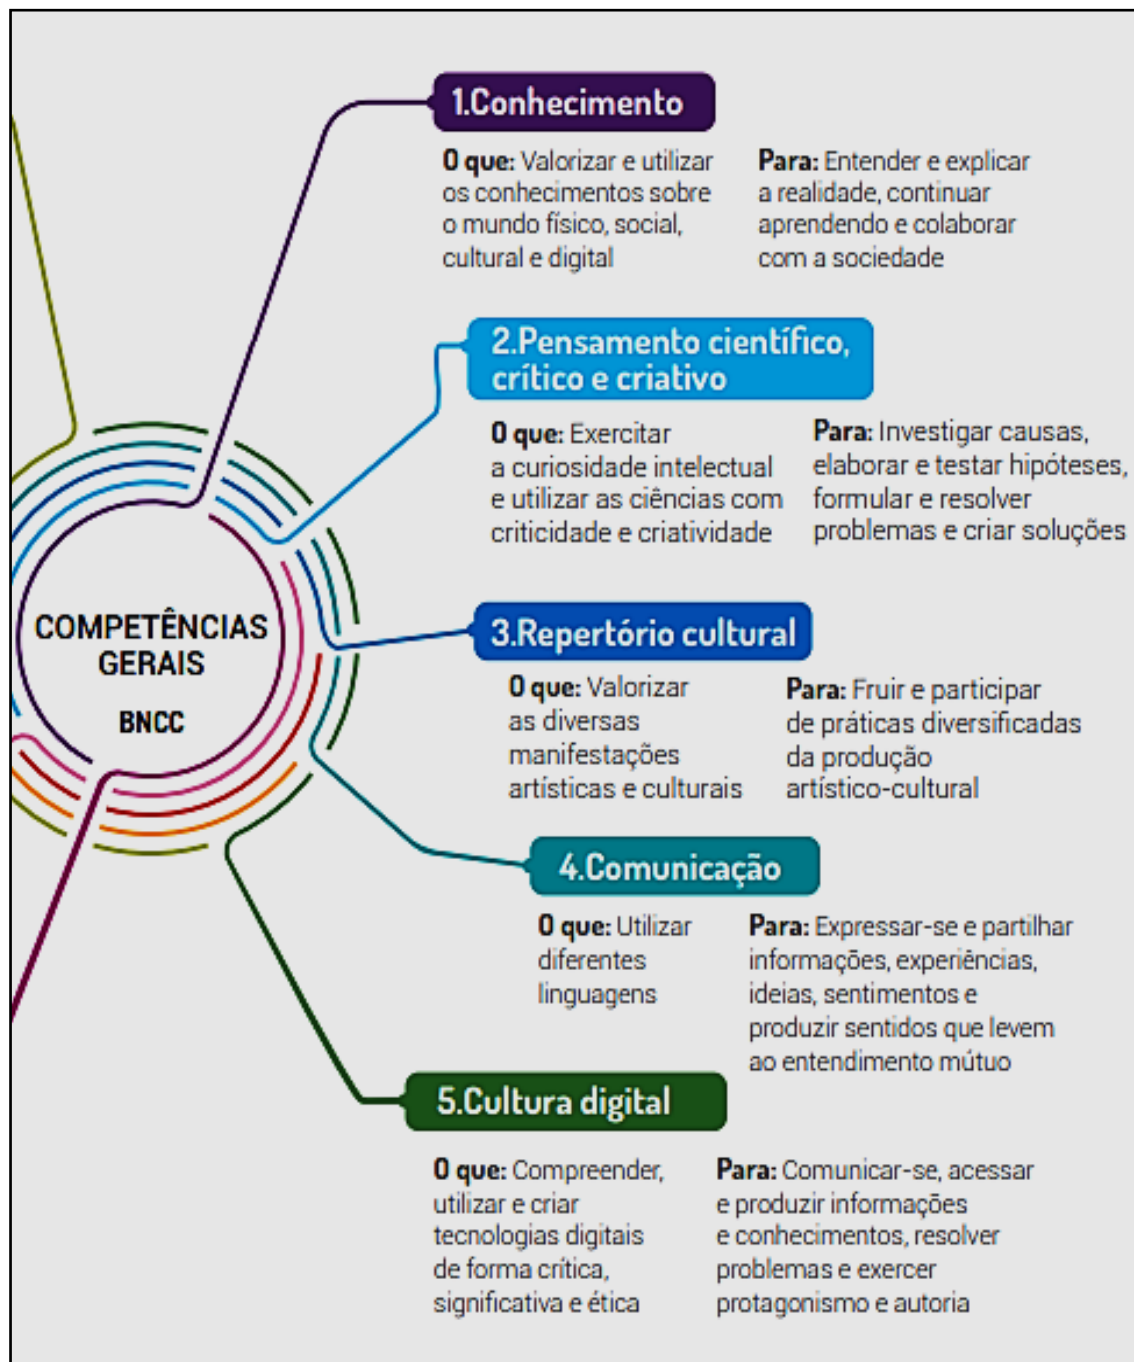 1.Conhecimento
O que: Valorizar e utilizar
os conhecimentos sobre
o mundo físico, social,
cultural e digital
Para: Entender e explicar
a realidade, continuar
aprendendo e colaborar
com a sociedade
2.Pensamento científico,
crítico e criativo
O que: Exercitar
a curiosidade intelectual
e utilizar as ciências com
criticidade e criatividade
Para: Investigar causas,
elaborar e testar hipóteses,
formular e resolver
problemas e criar soluções
COMPETÊNCIAS
GERAIS
BNCC
3.Repertório cultural
O que: Valorizar
as diversas
manifestações
artísticas e culturais
Para: Fruir e participar
de práticas diversificadas
da produção
artístico-cultural
4.Comunicação
O que: Utilizar
diferentes
linguagens
Para: Expressar-se e partilhar
informações, experiências,
ideias, sentimentos e
produzir sentidos que levem
ao entendimento mútuo
5.Cultura digital
O que: Compreender,
utilizar e criar
tecnologias digitais
de forma crítica,
significativa e ética
Para: Comunicar-se, acessar
e produzir informações
e conhecimentos, resolver
problemas e exercer
protagonismo e autoria